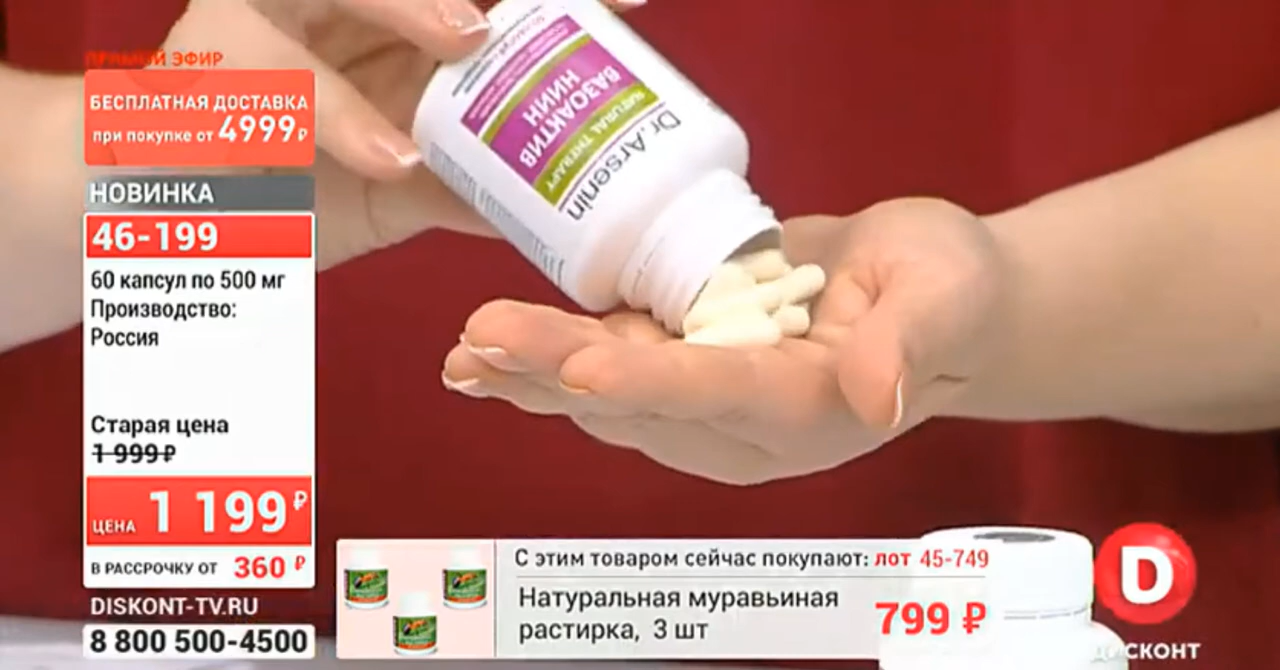 ПРЯМОЙ ЭФИР
БЕСПЛАТНАЯ ДОСТАВКА
при покупке от 4999₽
НОВИНКА
46-199
60 капсул по 500 мг
Производство:
Россия
Старая цена
1 999 ₽
ЦЕНА 1 199 ₽
В РАССРОЧКУ ОТ 360 ₽
DISKONT-TV.RU
8 800 500-4500
Dr. Arsenin
NATURAL THERAPY
ВАЗОАКТИВ
НИИН
С этим товаром сейчас покупают: лот 45-749
Натуральная муравьиная
растирка, 3 шт
799 ₽
D
ДИСКОНТ